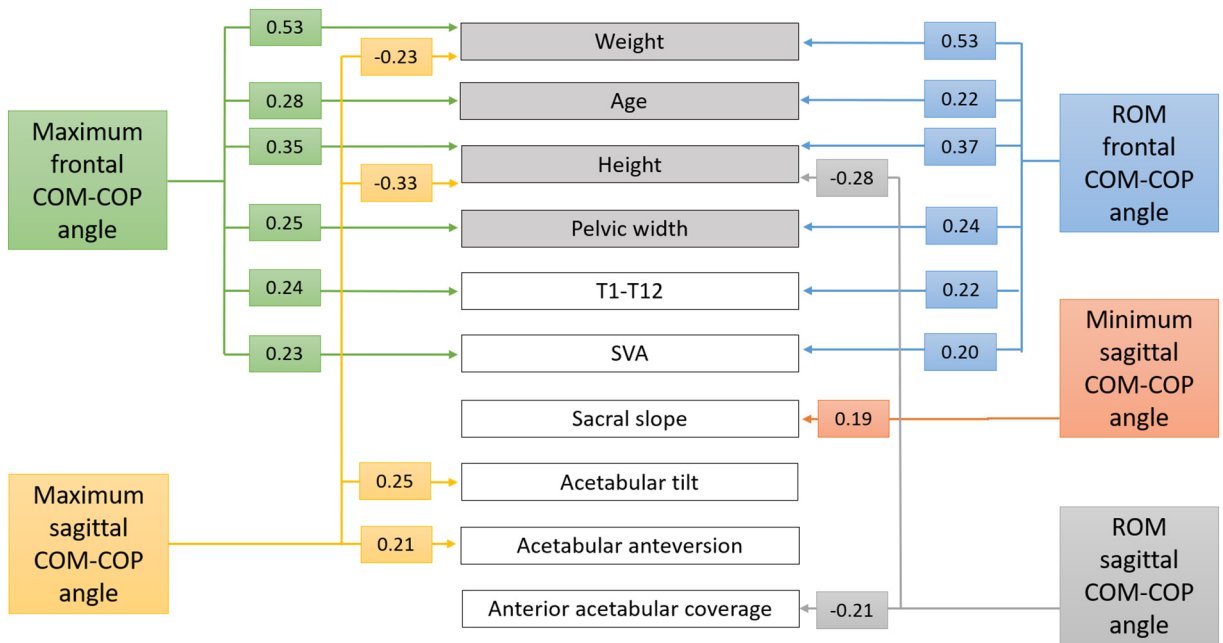 0.53
Weight
0.53
-0.23
0.28
Age
0.22
Maximum
frontal
COM-COP
angle
ROM
frontal
COM-COP
angle
0.35
Height
0.37
-0.33
-0.28
0.25
Pelvic width
0.24
0.24
T1-T12
0.22
0.23
SVA
0.20
Minimum
sagittal
COM-COP
angle
Sacral slope
0.19
0.25
Acetabular tilt
Maximum
sagittal
COM-COP
angle
0.21
Acetabular anteversion
ROM
sagittal
COM-COP
angle
Anterior acetabular coverage
-0.21